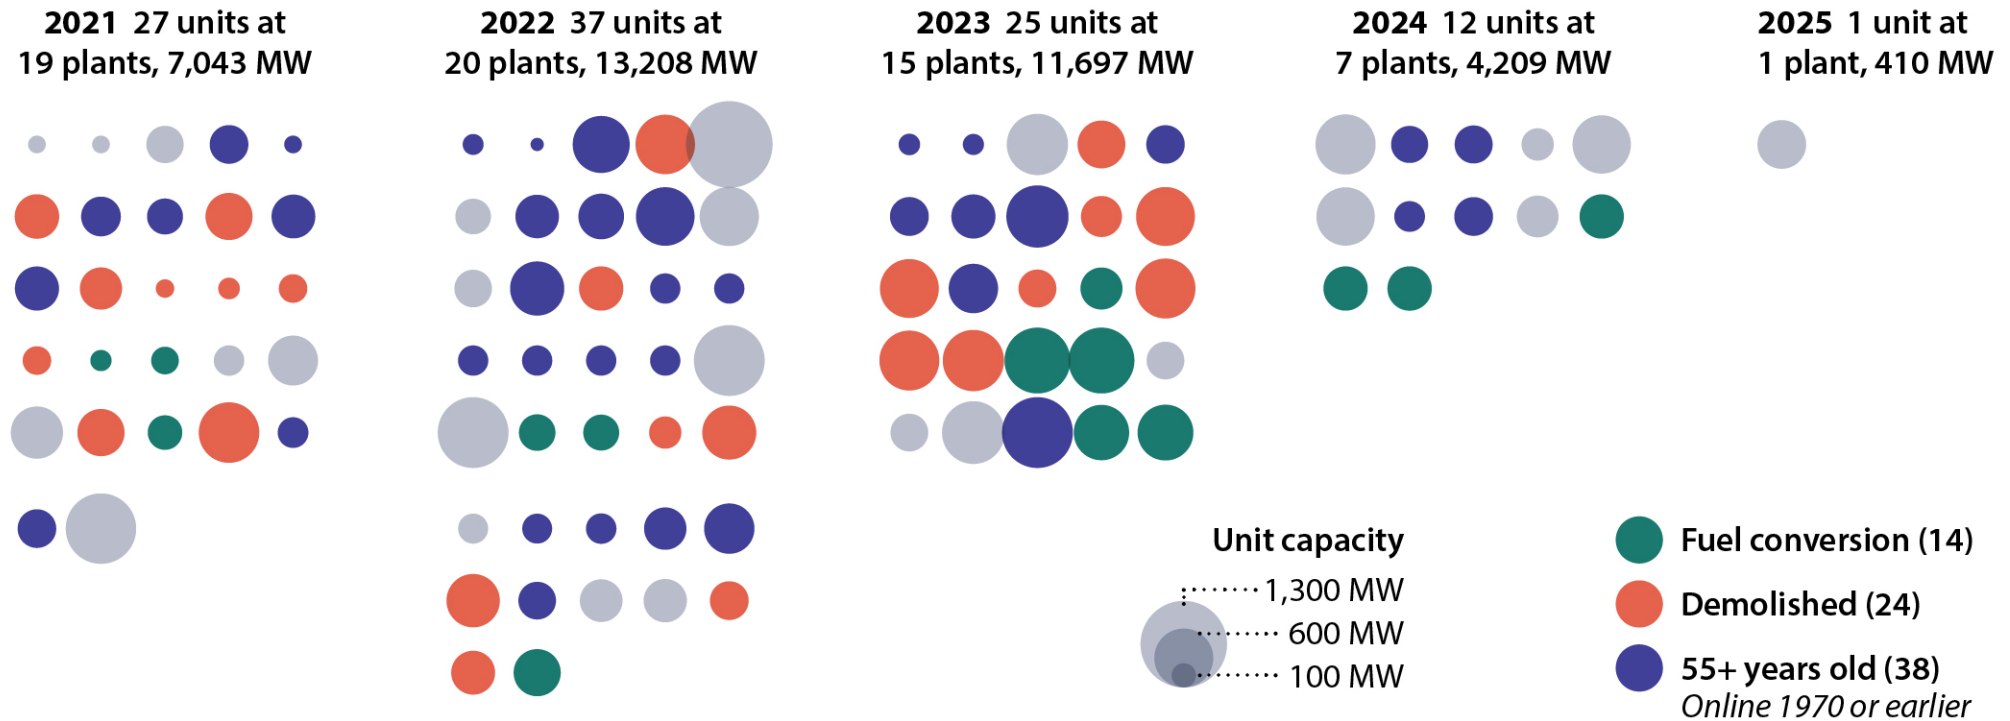 2021 27 units at
19 plants, 7,043 MW
2022 37 units at
20 plants, 13,208 MW
2023 25 units at
15 plants, 11,697 MW
2024 12 units at
7 plants, 4,209 MW
2025 1 unit at
1 plant, 410 MW
Unit capacity
1,300 MW
600 MW
100 MW
Fuel conversion (14)
Demolished (24)
55+ years old (38)
Online 1970 or earlier